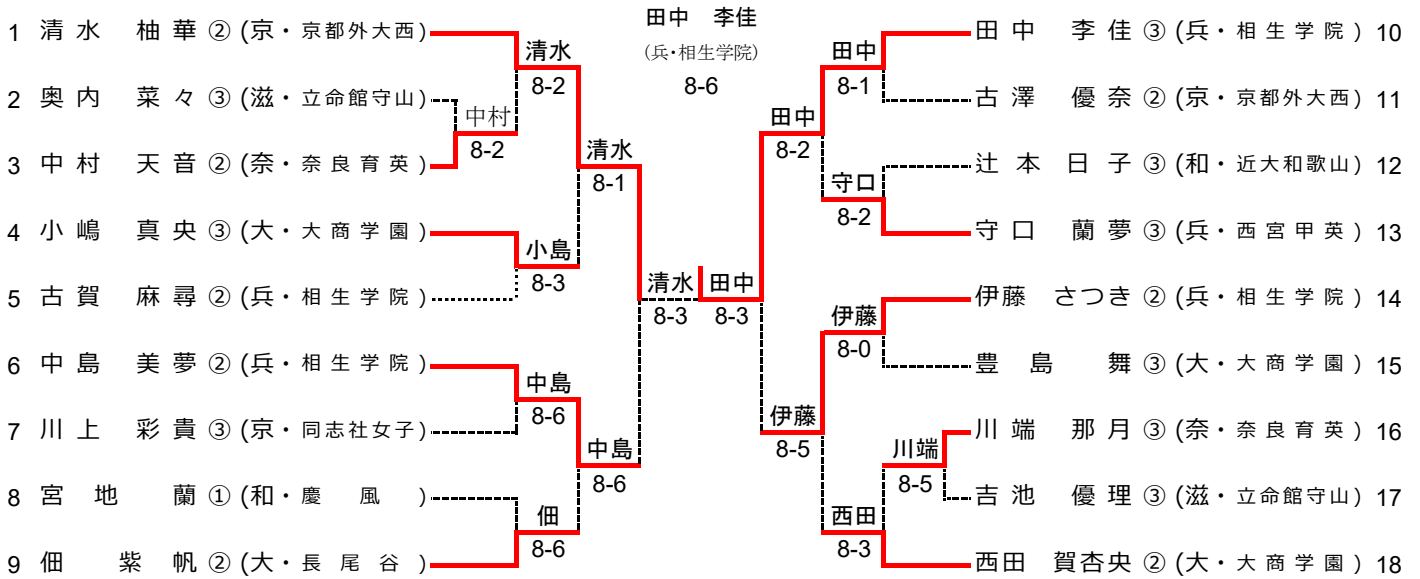 田中 李佳
(兵・相生学院)
8-6
1 清水 柚華 ② (京・京都外大西)
2 奥内 菜々 ③ (滋・立命館守山)
3 中村 天音 ② (奈・奈良育英)
4 小嶋 真央 ③ (大・大商学園)
5 古賀 麻尋 ② (兵・相生学院)
6 中島 美夢 ② (兵・相生学院)
7 川上 彩貴 ③ (京・同志社女子)
8 宮地 蘭 ① (和・慶風)
9 佃 紫帆 ② (大・長尾谷)
清水
8-2
中村
8-2
清水
8-1
小島
8-3
中島
8-6
中島
8-6
佃
8-6
清水
8-3
田中
8-3
田中
8-1
田中
8-2
守口
8-2
伊藤
8-0
伊藤
8-5
川端
8-5
西田
8-3
田中 李佳 ③ (兵・相生学院) 10
古澤 優奈 ② (京・京都外大西) 11
辻本 日子 ③ (和・近大和歌山) 12
守口 蘭夢 ③ (兵・西宮甲英) 13
伊藤 さつき ② (兵・相生学院) 14
豊島 舞 ③ (大・大商学園) 15
川端 那月 ③ (奈・奈良育英) 16
吉池 優理 ③ (滋・立命館守山) 17
西田 賀杏央 ② (大・大商学園) 18